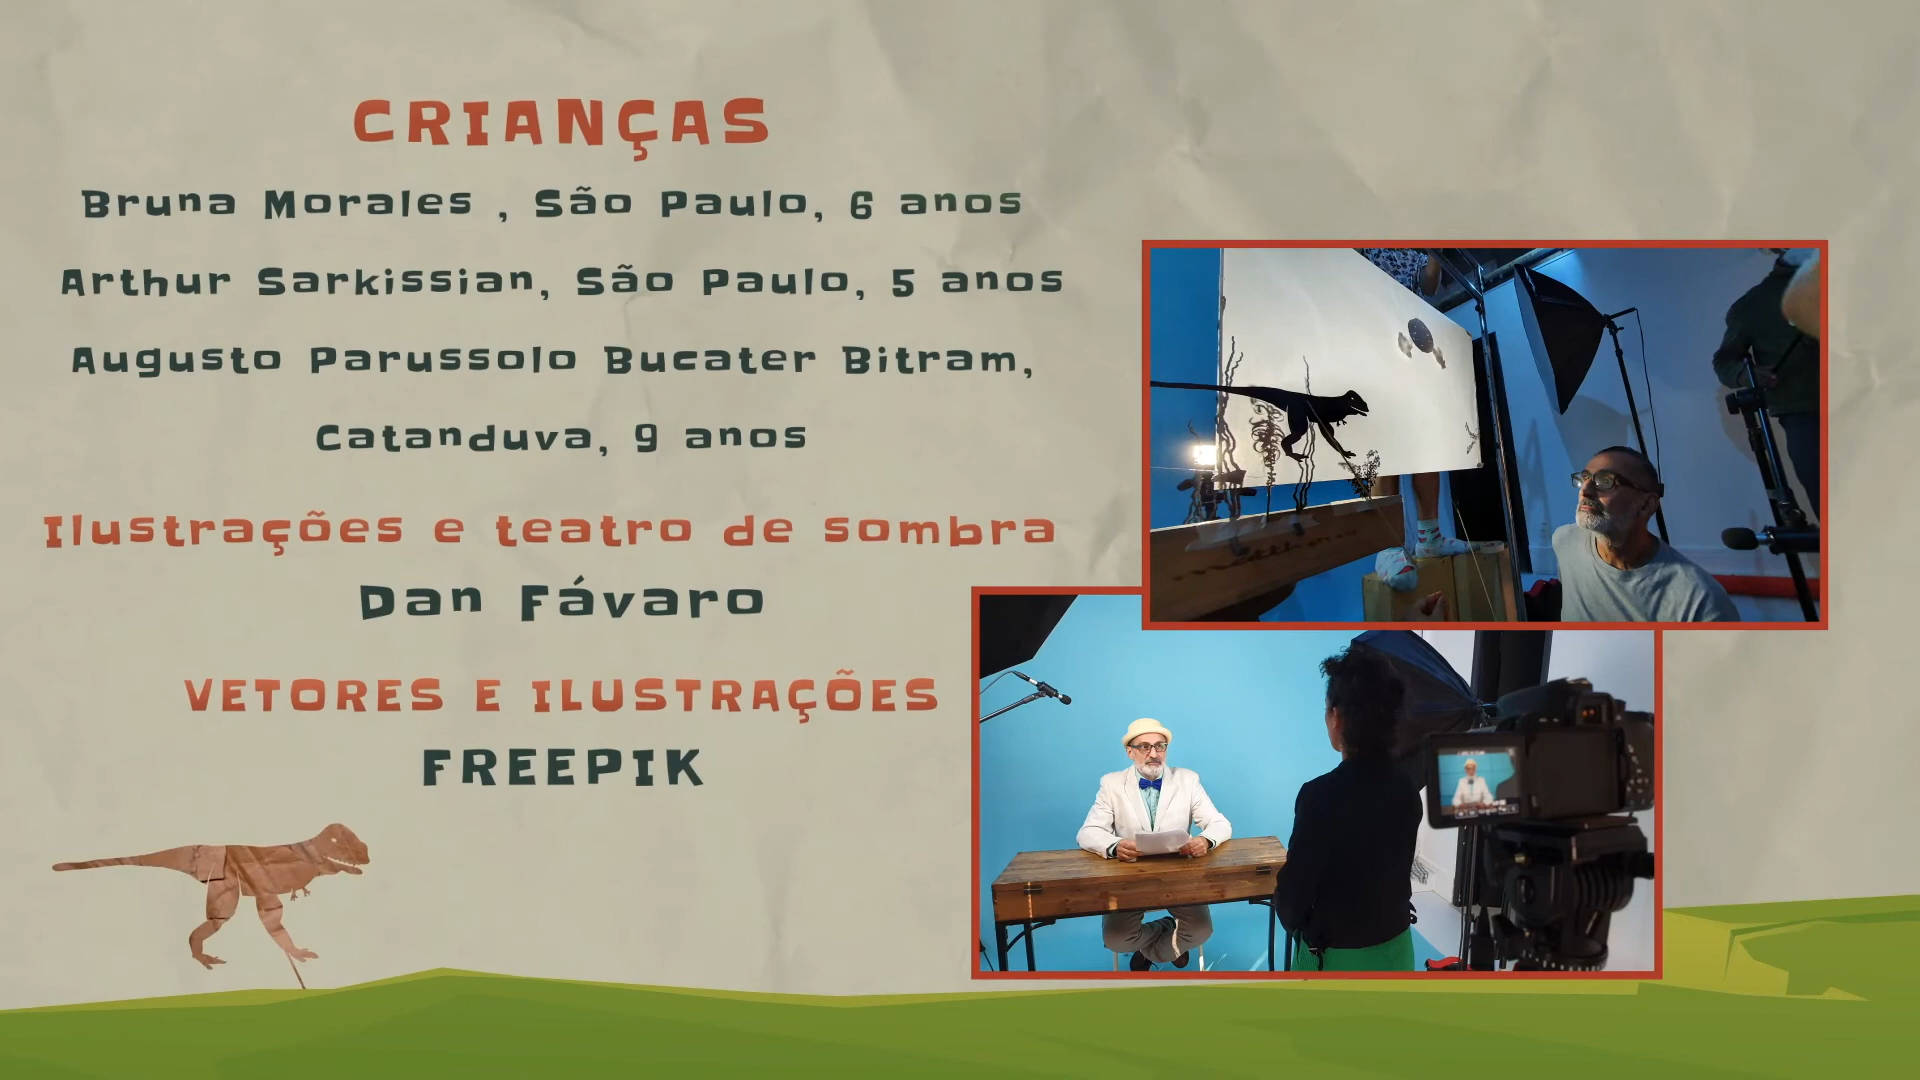 CRIANÇAS
Bruna Morales , São Paulo, 6 anos
Arthur Sarkissian, São Paulo, 5 anos
Augusto Parussolo Bucater Bitram,
Catanduva, 9 anos
Ilustrações e teatro de sombra
Dan Fávaro
VETORES E ILUSTRAÇÕES
FREEPIK